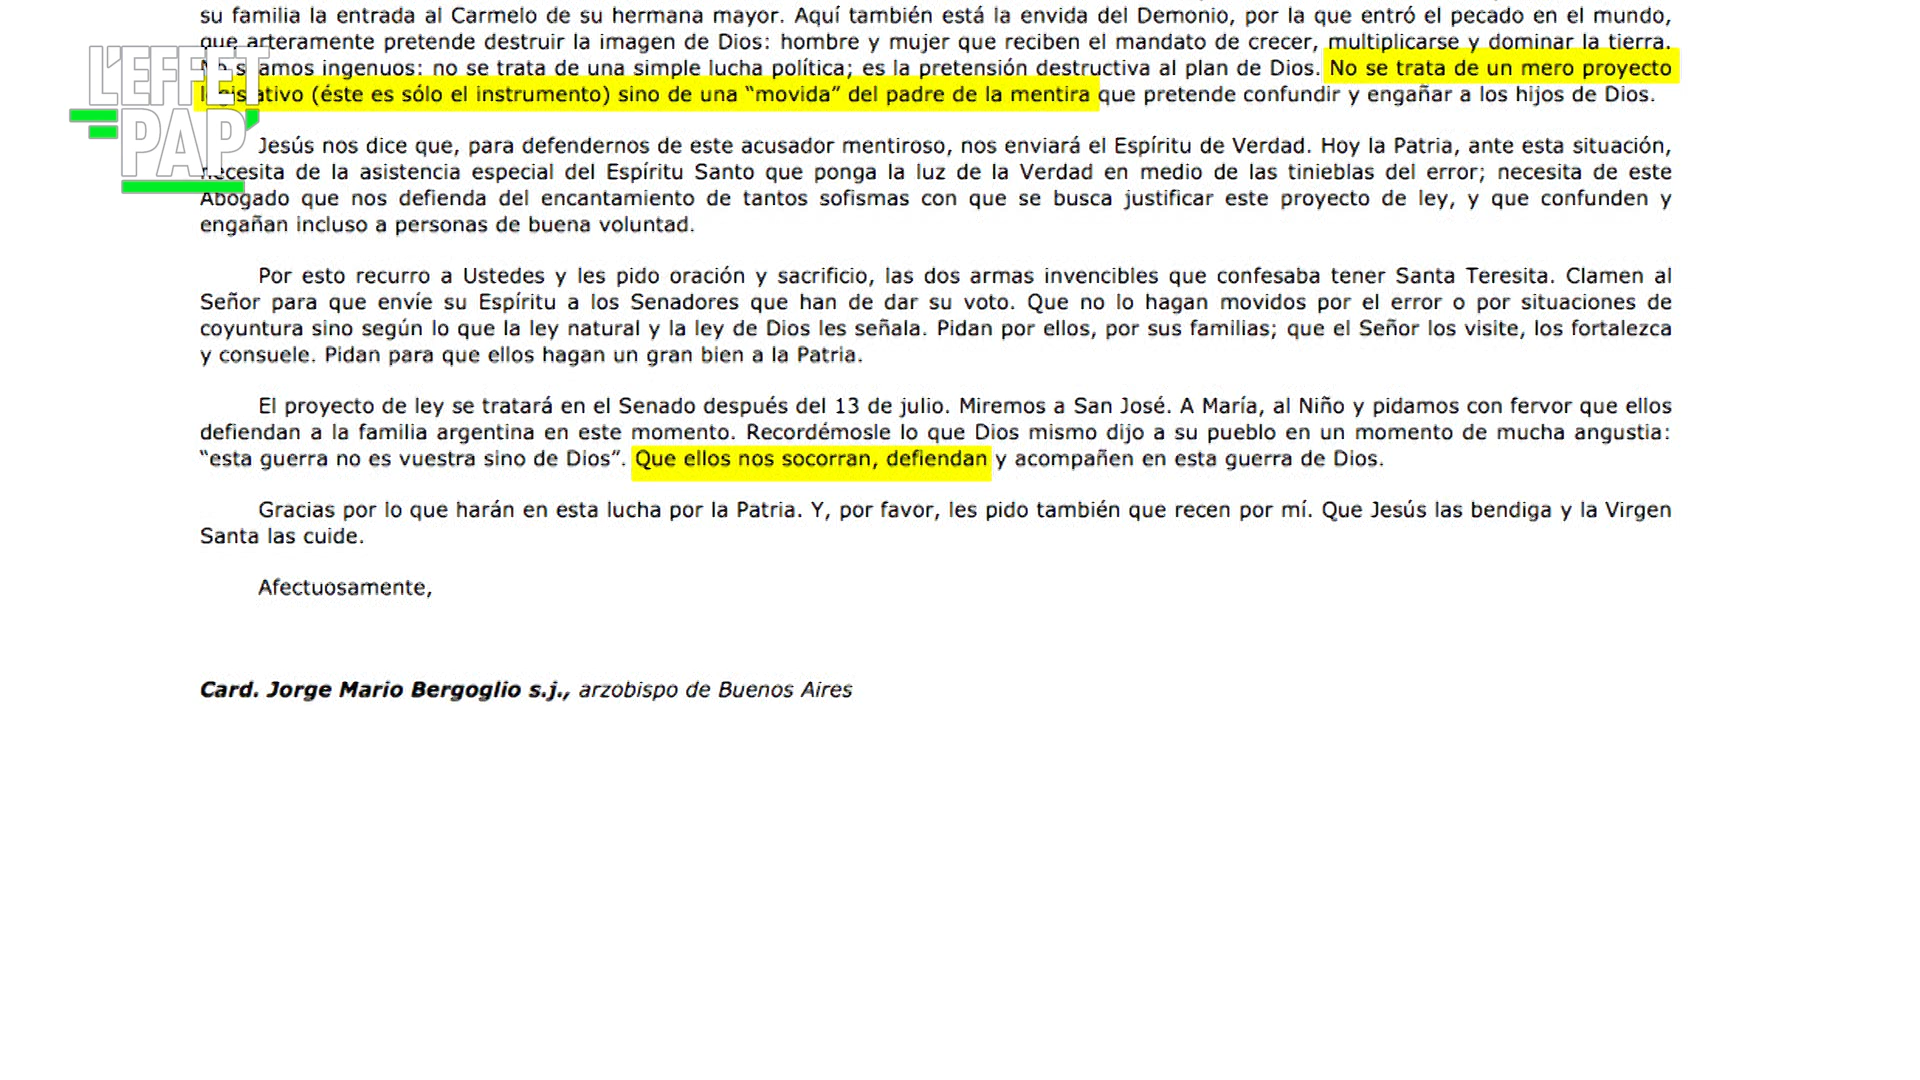 su familia la entrada al Carmelo de su hermana mayor. Aquí también está la envida del Demonio, por la que entró el pecado en el mundo,
que arteramente pretende destruir la imagen de Dios: hombre y mujer que reciben el mandato de crecer, multiplicarse y dominar la tierra.
No seamos ingenuos: no se trata de una simple lucha política; es la pretensión destructiva al plan de Dios. No se trata de un mero proyecto
legislativo (éste es sólo el instrumento) sino de una “movida” del padre de la mentira que pretende confundir y engañar a los hijos de Dios.
L'EFFET
PAP'
Jesús nos dice que, para defendernos de este acusador mentiroso, nos enviará el Espíritu de Verdad. Hoy la Patria, ante esta situación,
necesita de la asistencia especial del Espíritu Santo que ponga la luz de la Verdad en medio de las tinieblas del error; necesita de este
Abogado que nos defienda del encantamiento de tantos sofismas con que se busca justificar este proyecto de ley, y que confunden y
engañan incluso a personas de buena voluntad.
Por esto recurro a Ustedes y les pido oración y sacrificio, las dos armas invencibles que confesaba tener Santa Teresita. Clamen al
Señor para que envíe su Espíritu a los Senadores que han de dar su voto. Que no lo hagan movidos por el error o por situaciones de
coyuntura sino según lo que la ley natural y la ley de Dios les señala. Pidan por ellos, por sus familias; que el Señor los visite, los fortalezca
y consuele. Pidan para que ellos hagan un gran bien a la Patria.
El proyecto de ley se tratará en el Senado después del 13 de julio. Miremos a San José. A María, al Niño y pidamos con fervor que ellos
defiendan a la familia argentina en este momento. Recordémosle lo que Dios mismo dijo a su pueblo en un momento de mucha angustia:
“esta guerra no es vuestra sino de Dios”. Que ellos nos socorran, defiendan y acompañen en esta guerra de Dios.
Gracias por lo que harán en esta lucha por la Patria. Y, por favor, les pido también que recen por mí. Que Jesús las bendiga y la Virgen
Santa las cuide.
Afectuosamente,
Card. Jorge Mario Bergoglio s.j., arzobispo de Buenos Aires